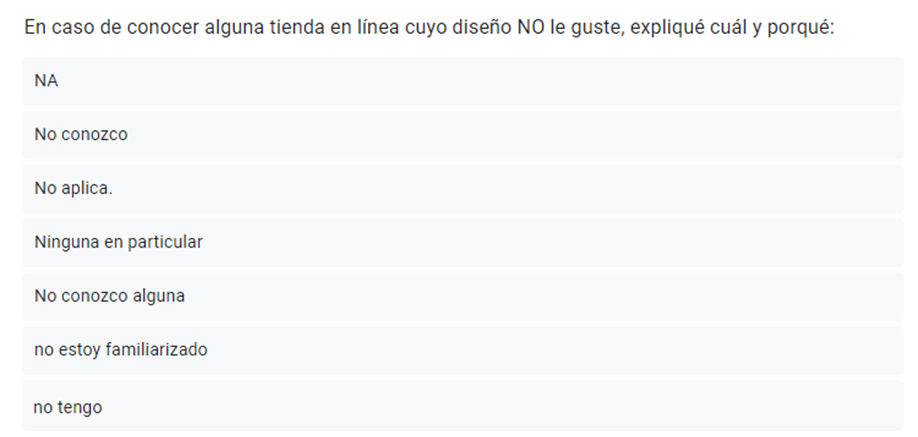 En caso de conocer alguna tienda en línea cuyo diseño NO le guste, expliqué cuál y porqué:
NA
No conozco
No aplica.
Ninguna en particular
No conozco alguna
no estoy familiarizado
no tengo